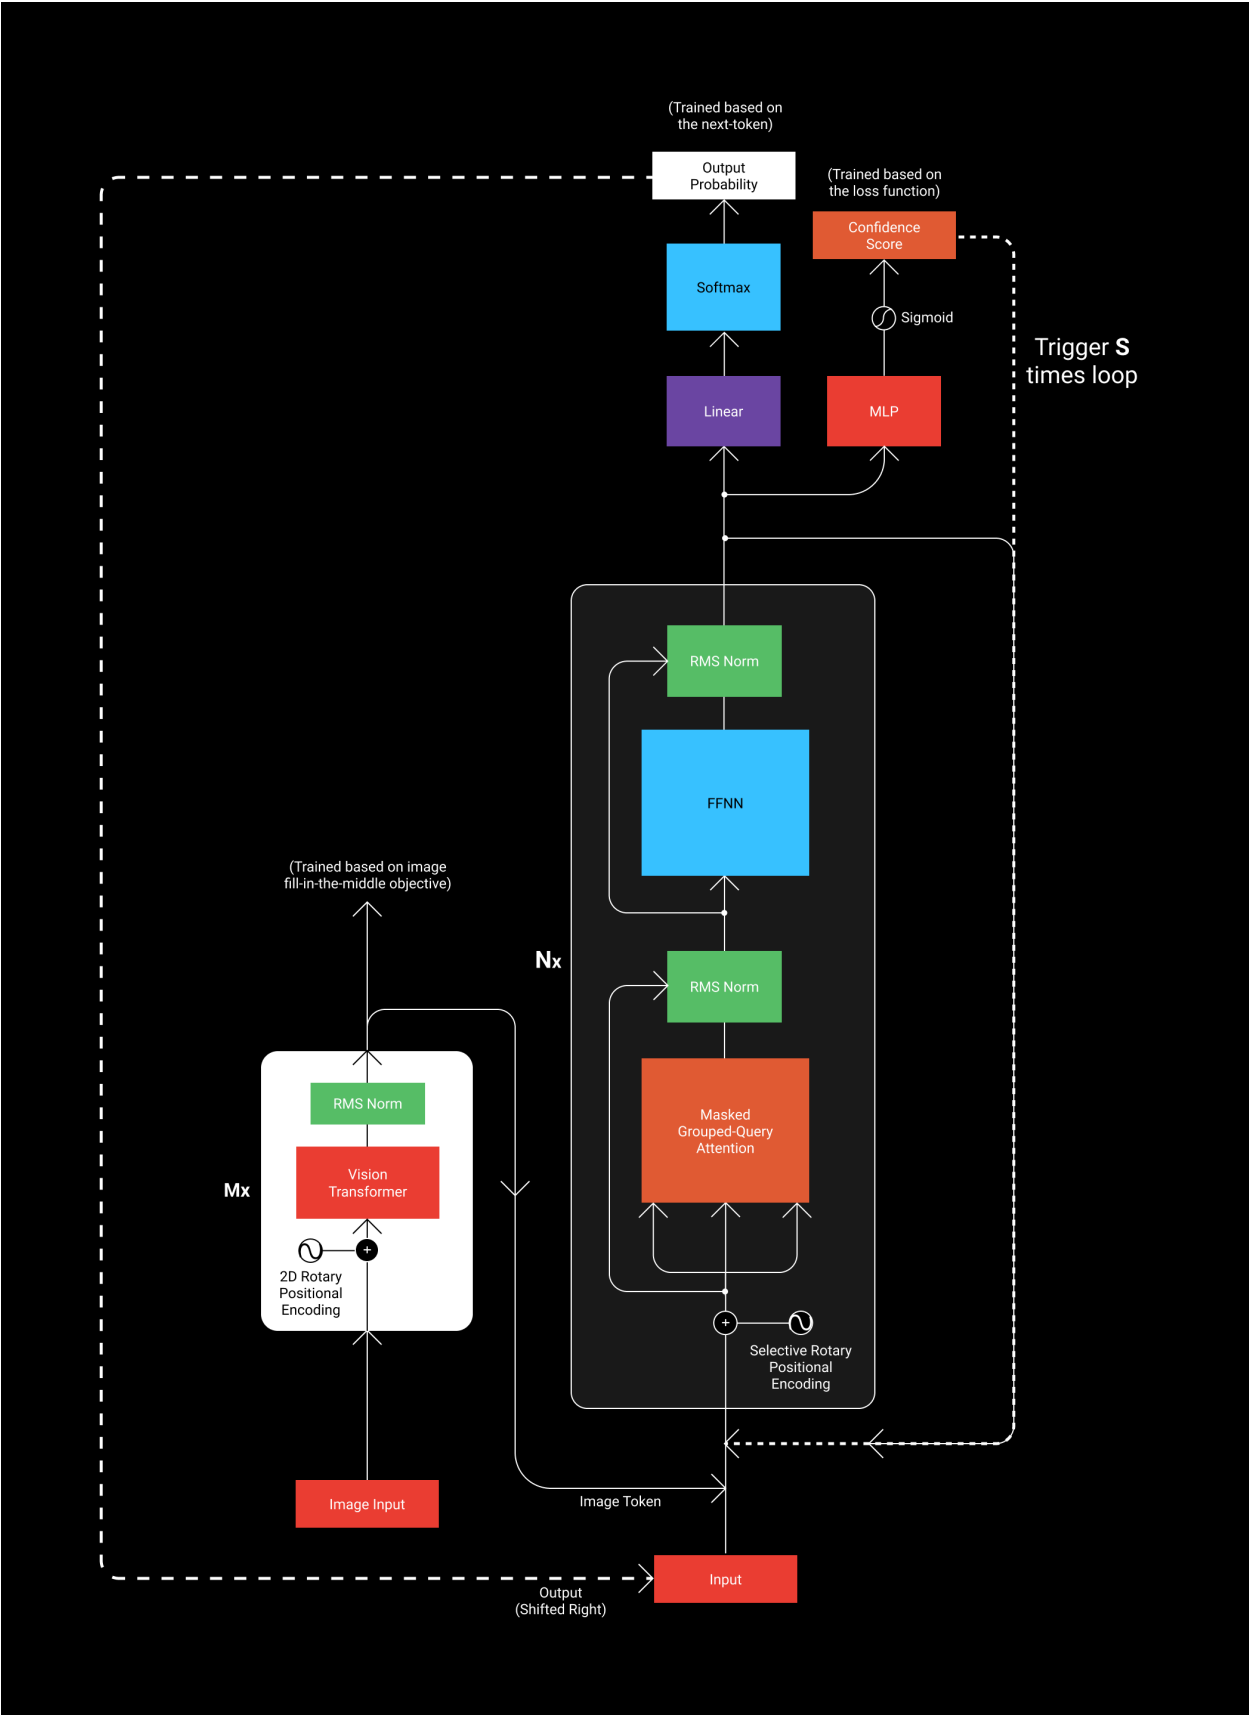 (Trained based on
the next-token)
Output
Probability
(Trained based on
the loss function)
Confidence
Score
Softmax
Sigmoid
Trigger S
times loop
Linear
MLP
RMS Norm
FFNN
(Trained based on image
fill-in-the-middle objective)
Nx
RMS Norm
Masked
Grouped-Query
Attention
RMS Norm
Vision
Transformer
Mx
+
2D Rotary
Positional
Encoding
+
Selective Rotary
Positional
Encoding
Image Input
Image Token
Input
Output
(Shifted Right)